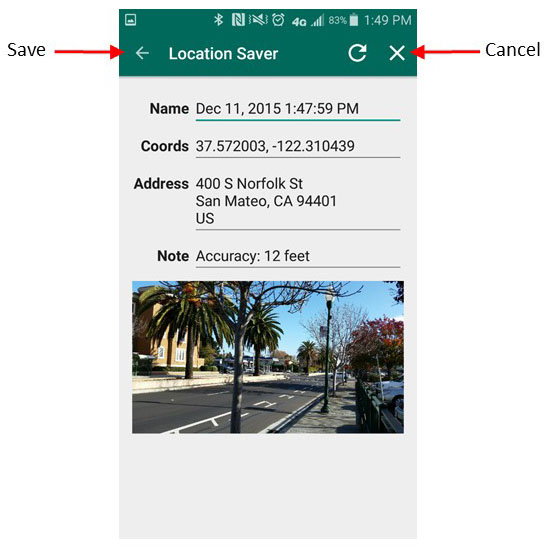 4G 83% 1:49 PM
Save Location Saver Cancel
Name Dec 11, 2015 1:47:59 PM
Coords 37.572003, -122.310439
Address 400 S Norfolk St
San Mateo, CA 94401
US
Note Accuracy: 12 feet